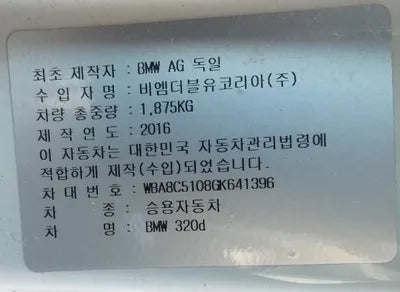 최초 제작자 : BMW AG 독일
수 입 자 명 : 비엠더블유코리아(주)
차량 총중량 : 1,875KG
제 작 연 도 : 2016
이 자동차는 대한민국 자동차관리법령에
적합하게 제작(수입)되었습니다.
차 대 번 호 : WBA8C5108GK641396
차 종 : 승용자동차
차 명 : BMW 320d